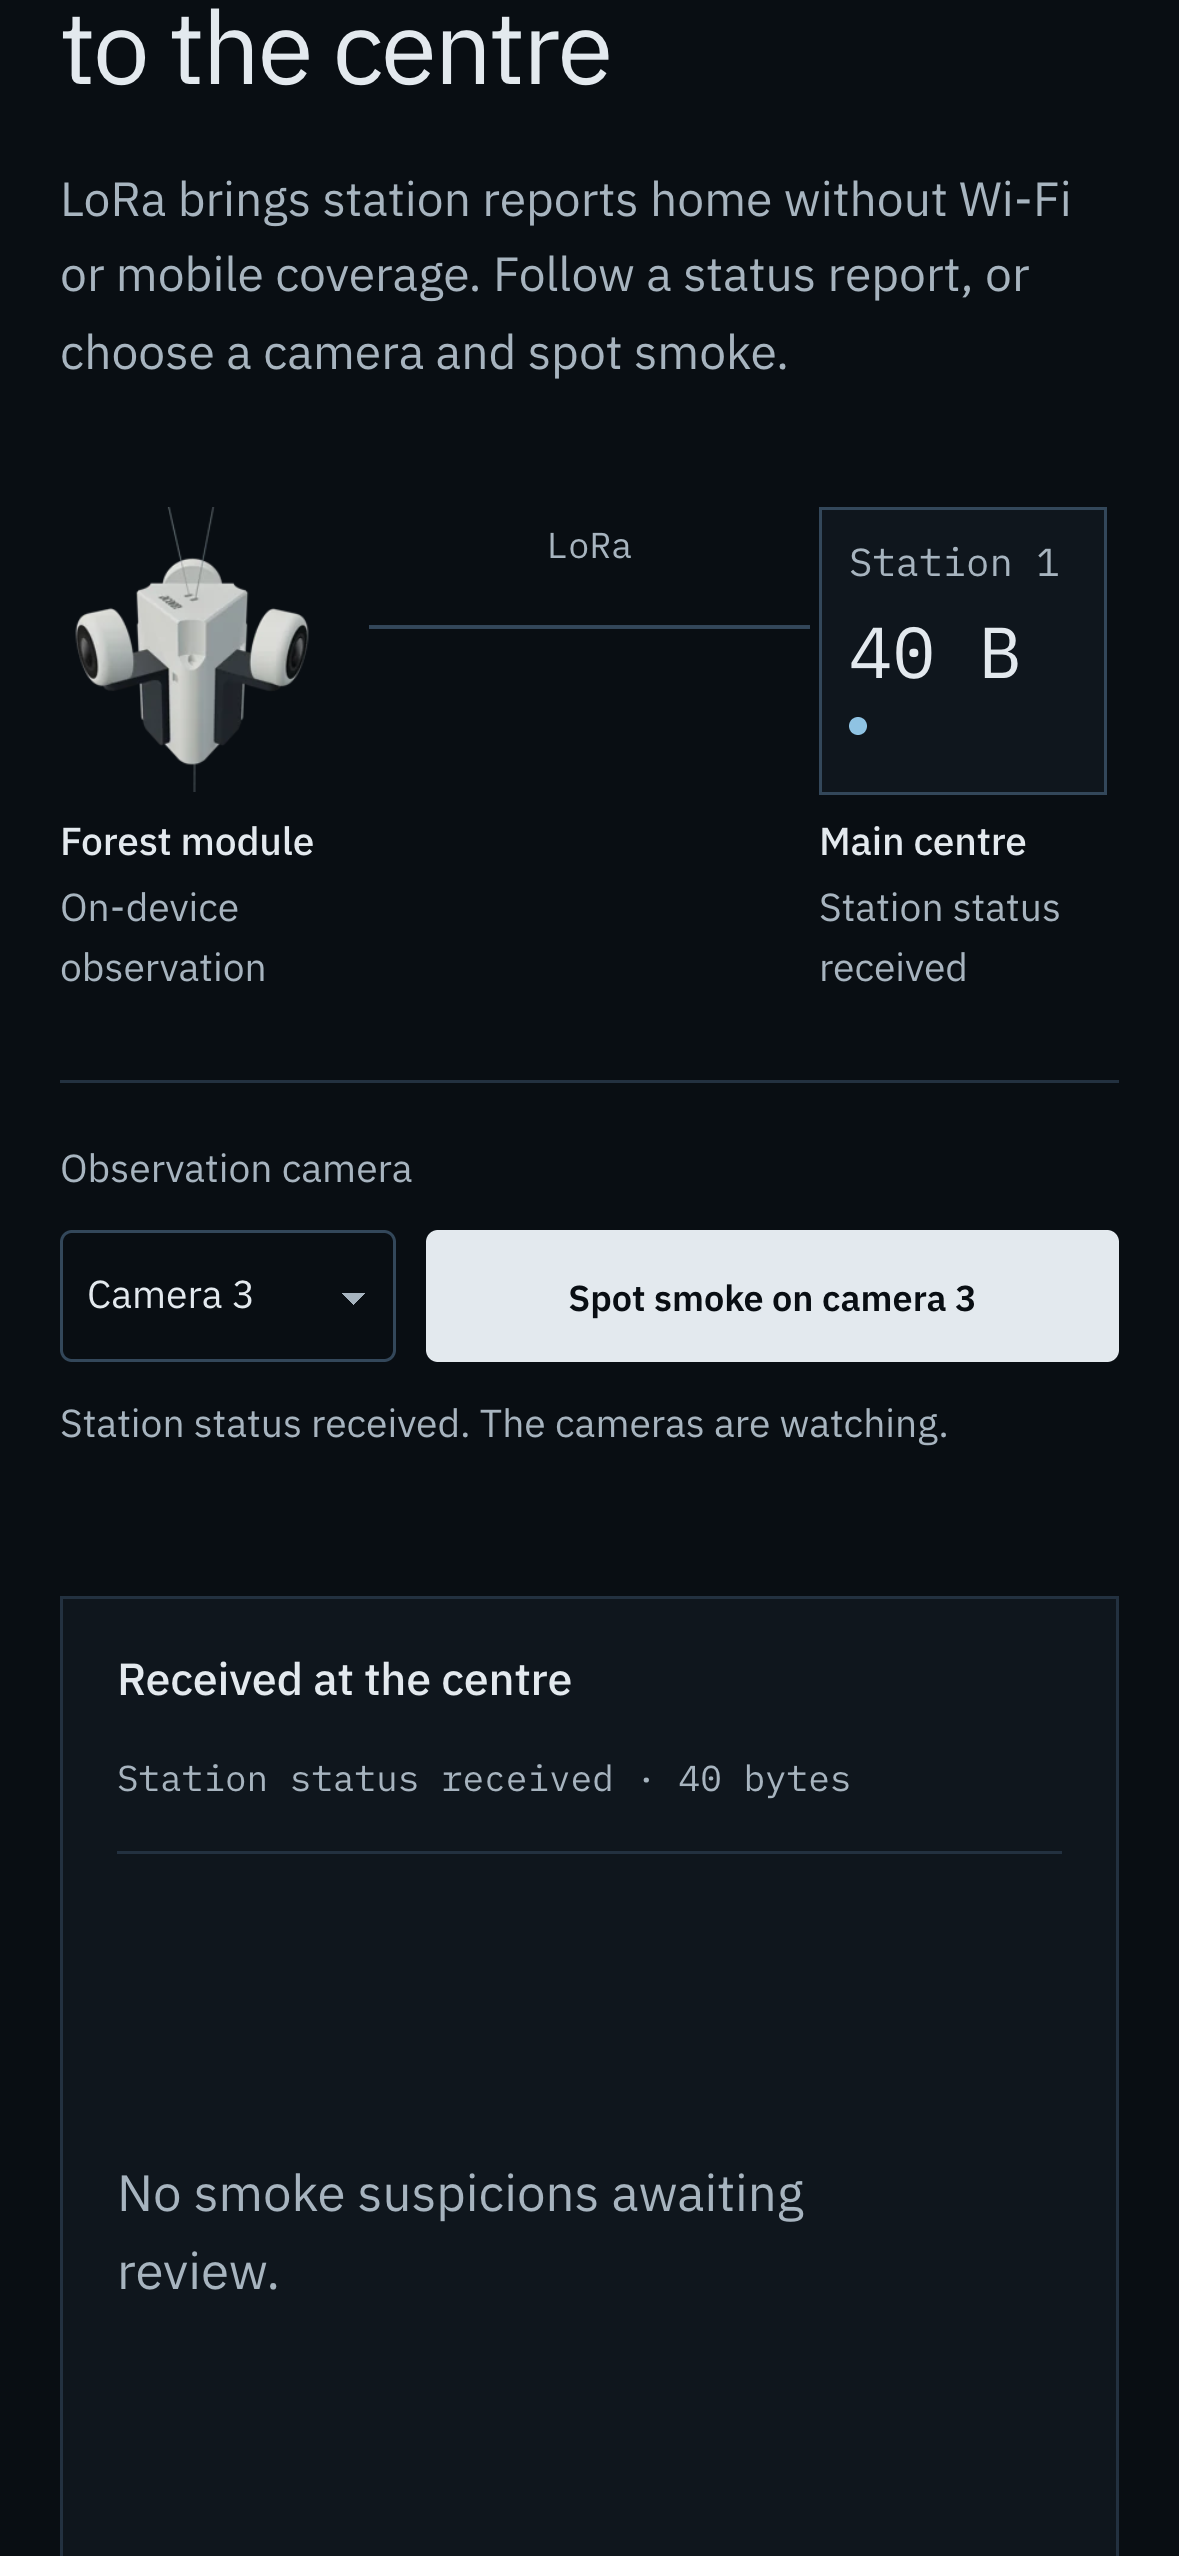 to the centre
LoRa brings station reports home without Wi-Fi
or mobile coverage. Follow a status report, or
choose a camera and spot smoke.
LoRa
Station 1
40 B
Forest module
On-device
observation
Main centre
Station status
received
Observation camera
Camera 3
Spot smoke on camera 3
Station status received. The cameras are watching.
Received at the centre
Station status received · 40 bytes
No smoke suspicions awaiting
review.